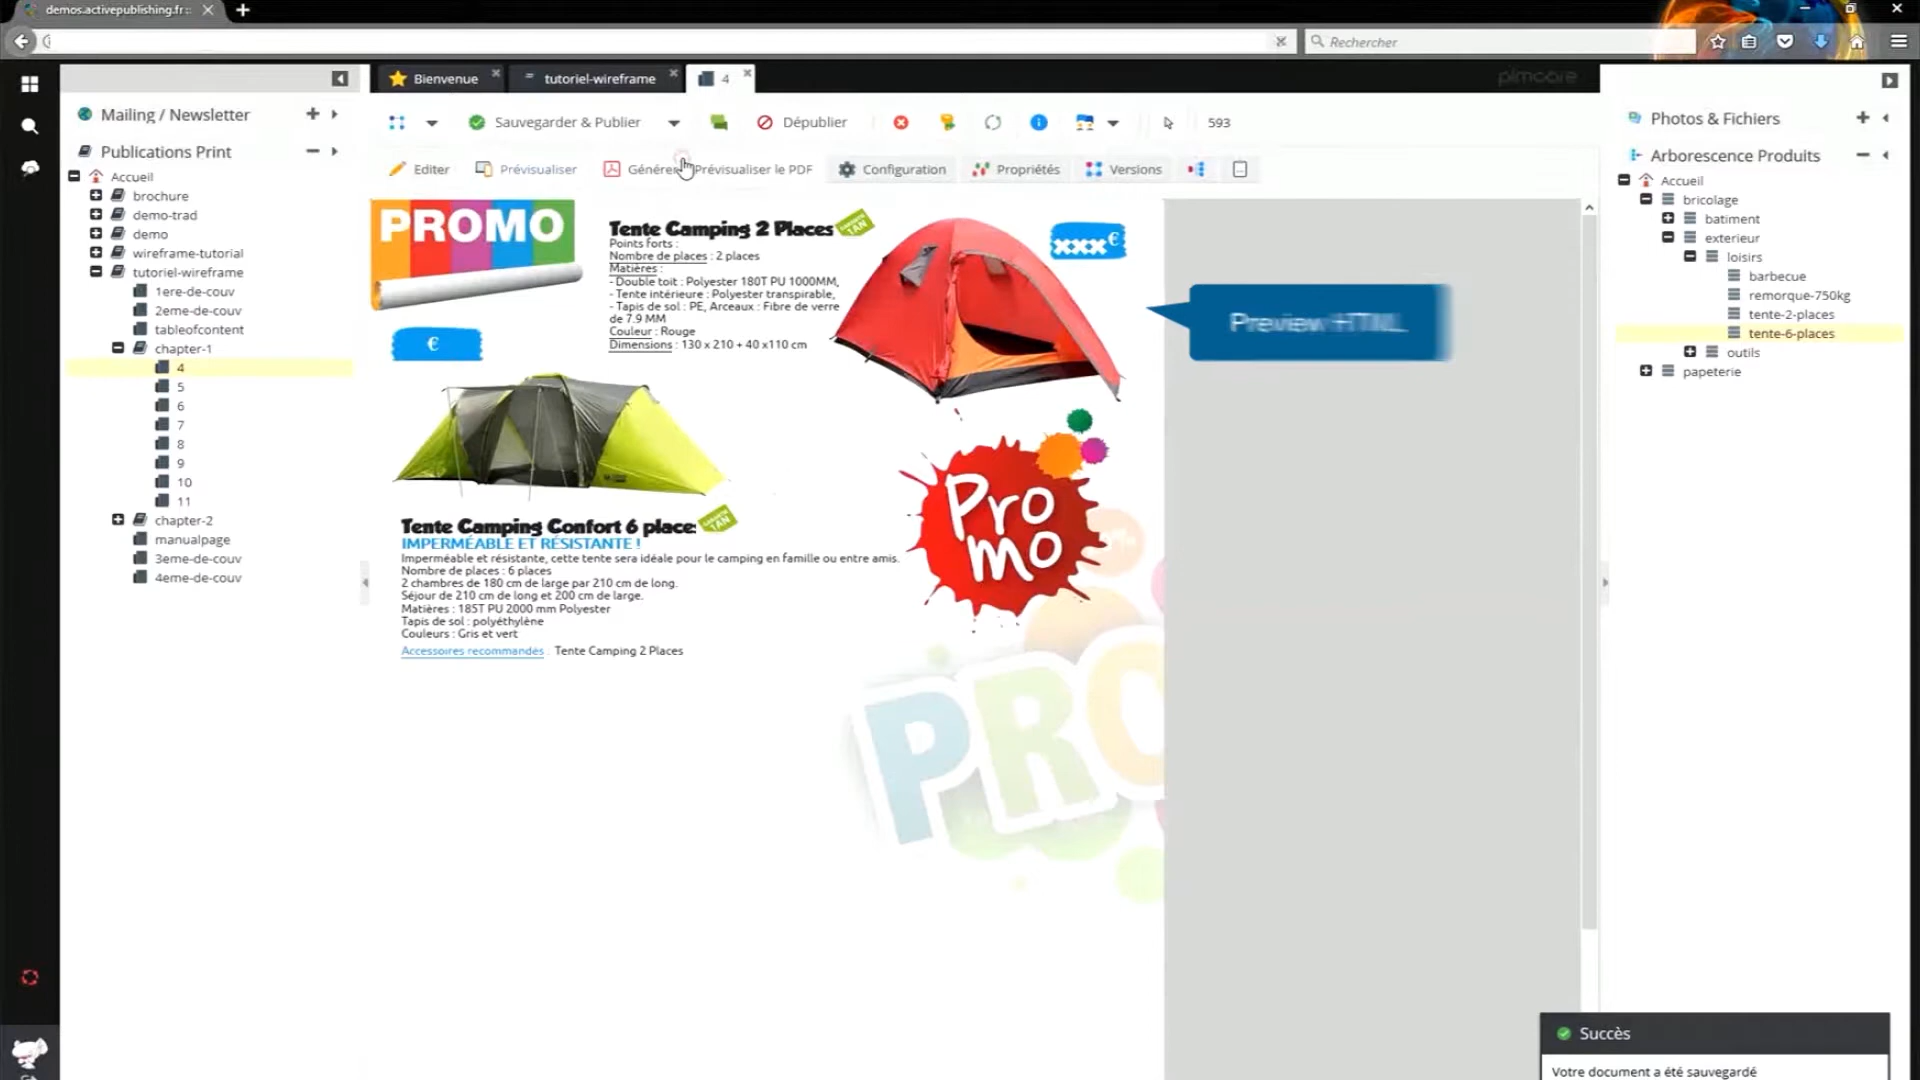 demos.activepublishing.fr::
Rechercher
Bienvenue
tutoriel-wireframe
4
pimcore
Mailing / Newsletter
Publications Print
Accueil
brochure
demo-trad
demo
wireframe-tutorial
tutoriel-wireframe
1ere-de-couv
2eme-de-couv
tableofcontent
chapter-1
4
5
6
7
8
9
10
11
chapter-2
manualpage
3eme-de-couv
4eme-de-couv
Sauvegarder & Publier
Dépublier
593
Editer
Prévisualiser
Générer Prévisualiser le PDF
Configuration
Propriétés
Versions
PROMO
Tente Camping 2 Places
Points forts :
Nombre de places : 2 places
Matières :
- Double toit : Polyester 180T PU 1000MM,
- Tente intérieure : Polyester transpirable,
- Tapis de sol : PE, Arceaux : Fibre de verre
de 7.9 MM
Couleur : Rouge
Dimensions : 130 x 210 + 40 x110 cm
xxx€
€
Preview HTML
Tente Camping Confort 6 places
IMPERMÉABLE ET RÉSISTANTE !
Imperméable et résistante, cette tente sera idéale pour le camping en famille ou entre amis.
Nombre de places : 6 places
2 chambres de 180 cm de large par 210 cm de long.
Séjour de 210 cm de long et 200 cm de large.
Matières : 185T PU 2000 mm Polyester
Tapis de sol : polyéthylène
Couleurs : Gris et vert
Accessoires recommandés : Tente Camping 2 Places
Pro
mo
PRO
Photos & Fichiers
Arborescence Produits
Accueil
bricolage
batiment
exterieur
loisirs
barbecue
remorque-750kg
tente-2-places
tente-6-places
outils
papeterie
Succès
Votre document a été sauvegardé